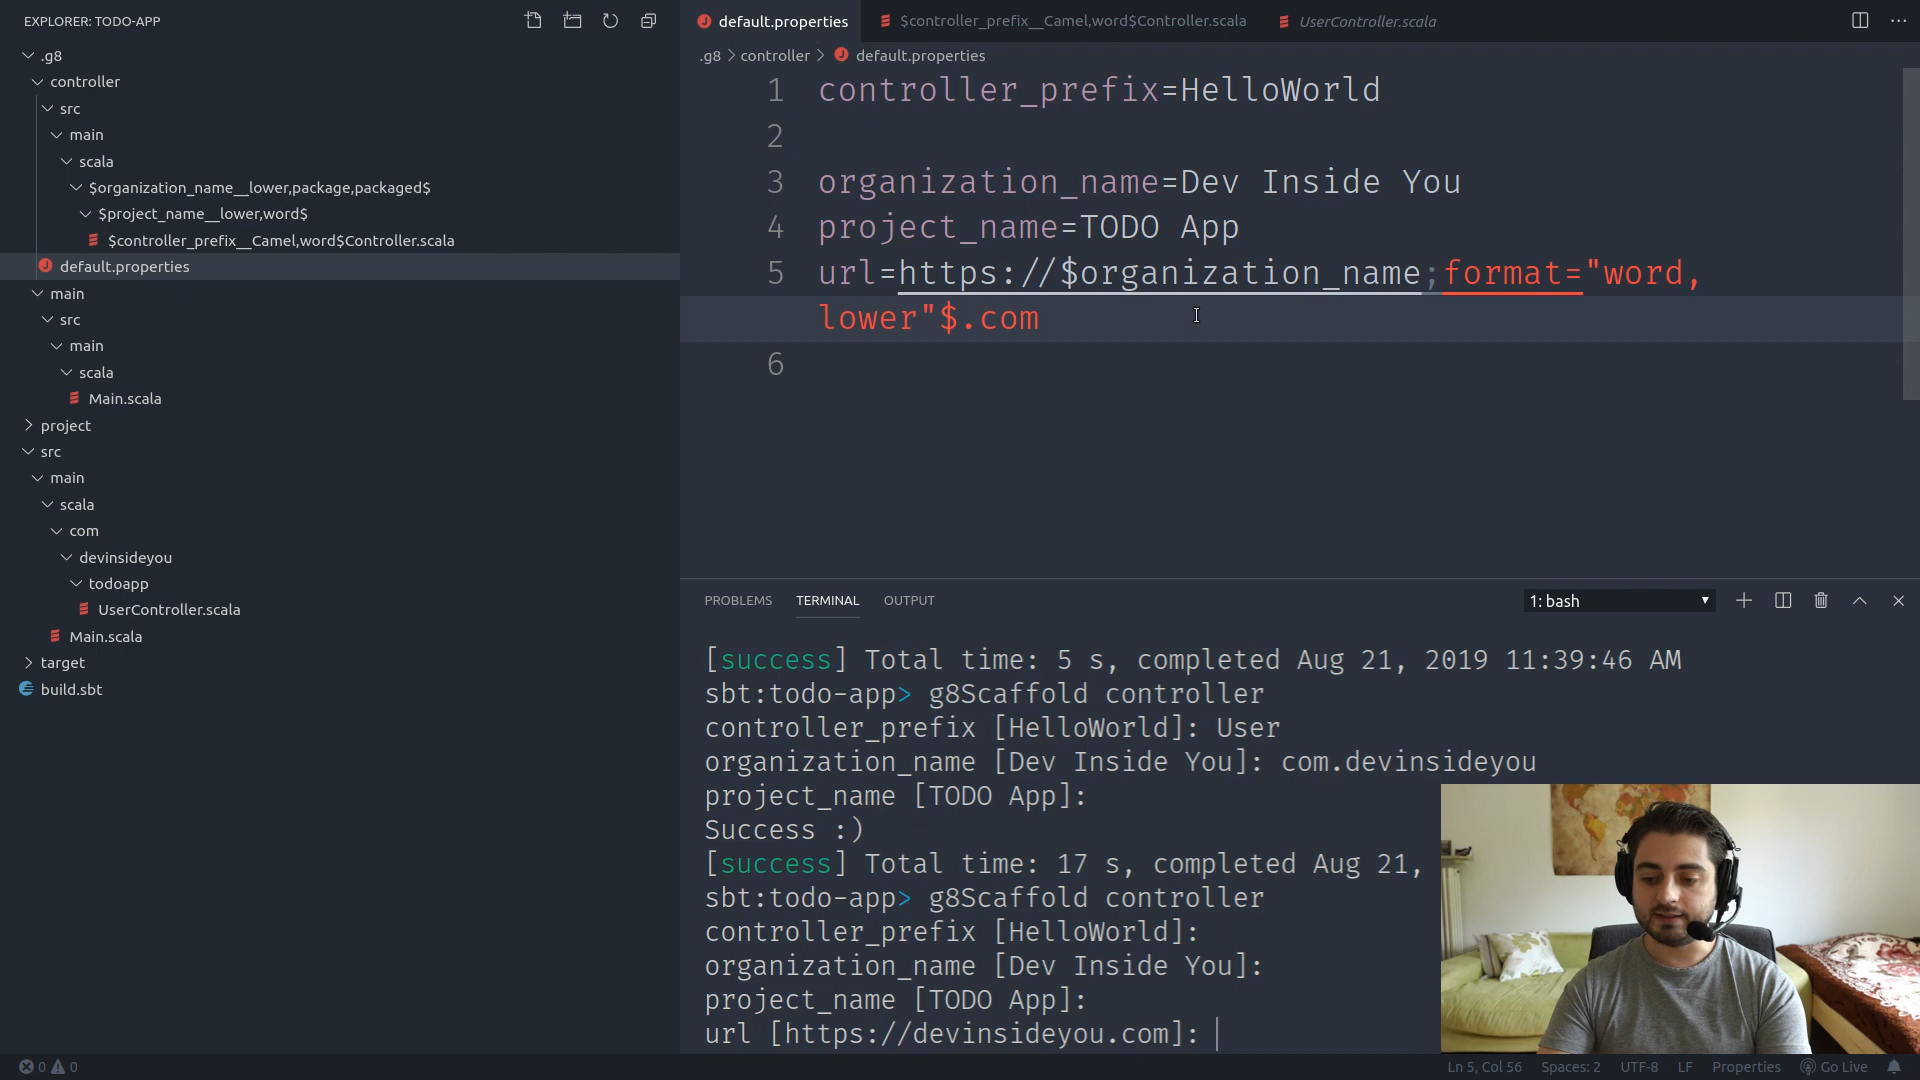 EXPLORER: TODO-APP
.g8
controller
src
main
scala
$organization_name__lower,package,packaged$
$project_name__lower,word$
$controller_prefix__Camel,word$Controller.scala
default.properties
main
src
main
scala
Main.scala
project
src
main
scala
com
devinsideyou
todoapp
UserController.scala
Main.scala
target
build.sbt
default.properties
$controller_prefix__Camel,word$Controller.scala
UserController.scala
.g8 > controller > default.properties
1 controller_prefix=HelloWorld
2
3 organization_name=Dev Inside You
4 project_name=TODO App
5 url=https://$organization_name;format="word,
lower"$.com
6
PROBLEMS TERMINAL OUTPUT
1: bash
[success] Total time: 5 s, completed Aug 21, 2019 11:39:46 AM
sbt:todo-app> g8Scaffold controller
controller_prefix [HelloWorld]: User
organization_name [Dev Inside You]: com.devinsideyou
project_name [TODO App]:
Success :)
[success] Total time: 17 s, completed Aug 21,
sbt:todo-app> g8Scaffold controller
controller_prefix [HelloWorld]:
organization_name [Dev Inside You]:
project_name [TODO App]:
url [https://devinsideyou.com]:
0 0
Ln 5, Col 56 Spaces: 2 UTF-8 LF Properties Go Live